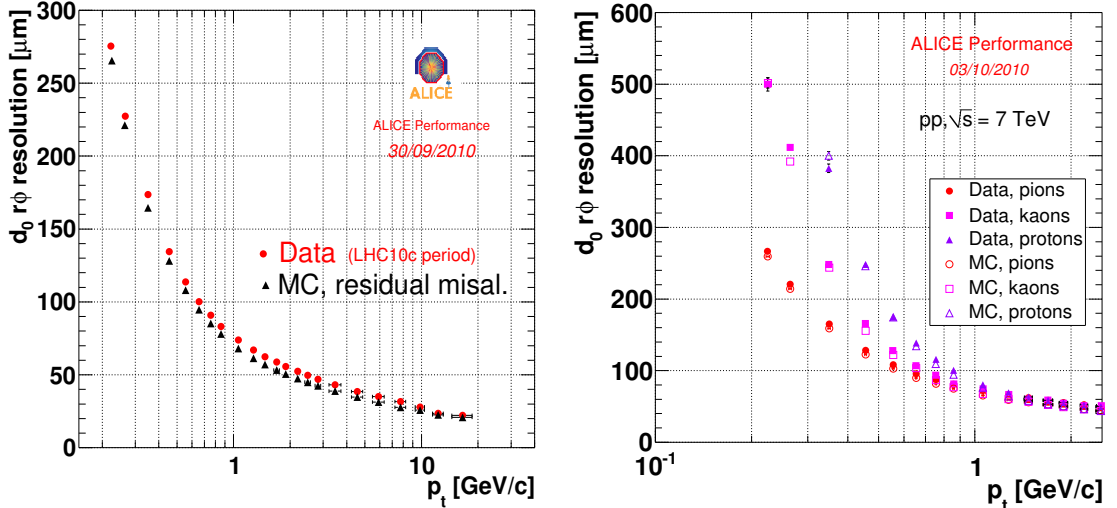 d₀ rϕ resolution [μm]
300
250
200
150
100
50
0
ALICE
ALICE Performance
30/09/2010
Data (LHC10c period)
MC, residual misal.
1
10
pₜ [GeV/c]
d₀ rϕ resolution [μm]
600
500
400
300
200
100
0
ALICE Performance
03/10/2010
pp, √s = 7 TeV
Data, pions
Data, kaons
Data, protons
MC, pions
MC, kaons
MC, protons
10⁻¹
1
pₜ [GeV/c]